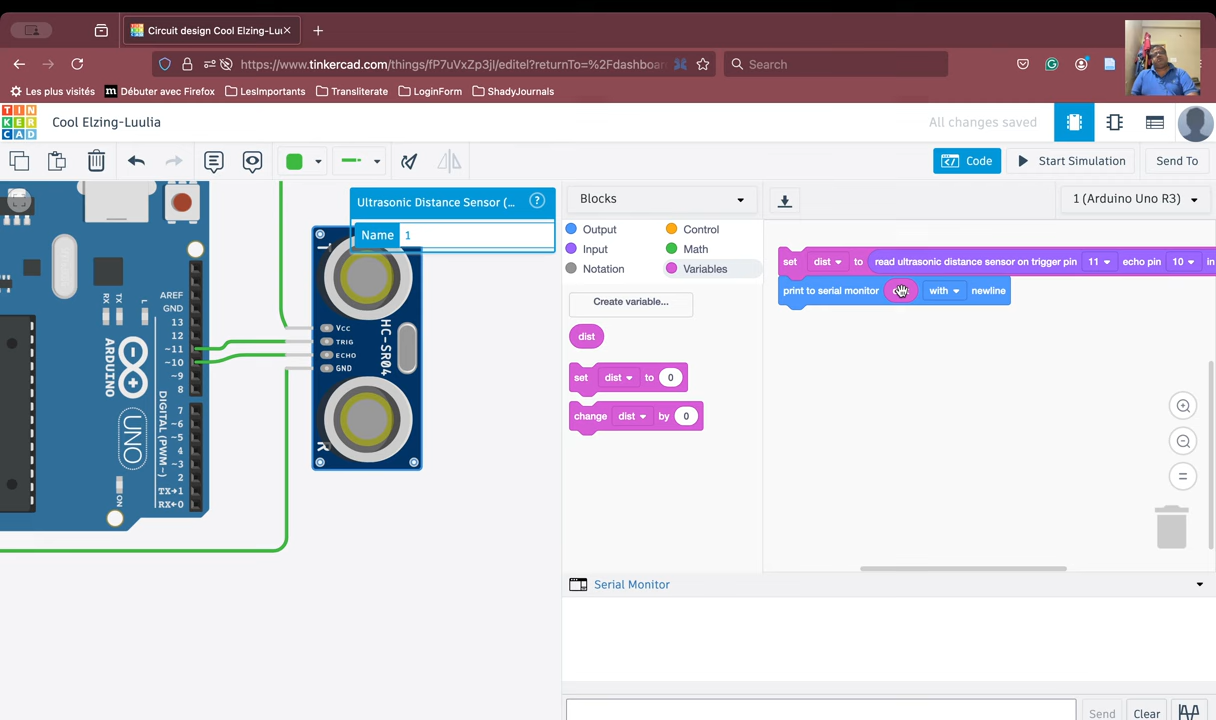 Circuit design Cool Elzing-Lu
https://www.tinkercad.com/things/fP7uVxZp3jl/editel?returnTo=%2Fdashboar
Search
Les plus visités
Débuter avec Firefox
LesImportants
Transliterate
LoginForm
ShadyJournals
TIN
KER
CAD
Cool Elzing-Luulia
All changes saved
Code
Start Simulation
Send To
Ultrasonic Distance Sensor (...
?
Name 1
Blocks
1 (Arduino Uno R3)
Output
Control
Input
Math
Notation
Variables
Create variable...
dist
set dist to 0
change dist by 0
set dist to read ultrasonic distance sensor on trigger pin 11 echo pin 10 in
print to serial monitor with newline
AREF
GND
13
12
~11
~10
~9
8
7
~6
~5
4
~3
2
TX→1
RX←0
RX
TX
L
ARDUINO
UNO
DIGITAL (PWM~)
ON
T
Vcc
TRIG
ECHO
GND
HC-SR04
R
Serial Monitor
Send
Clear